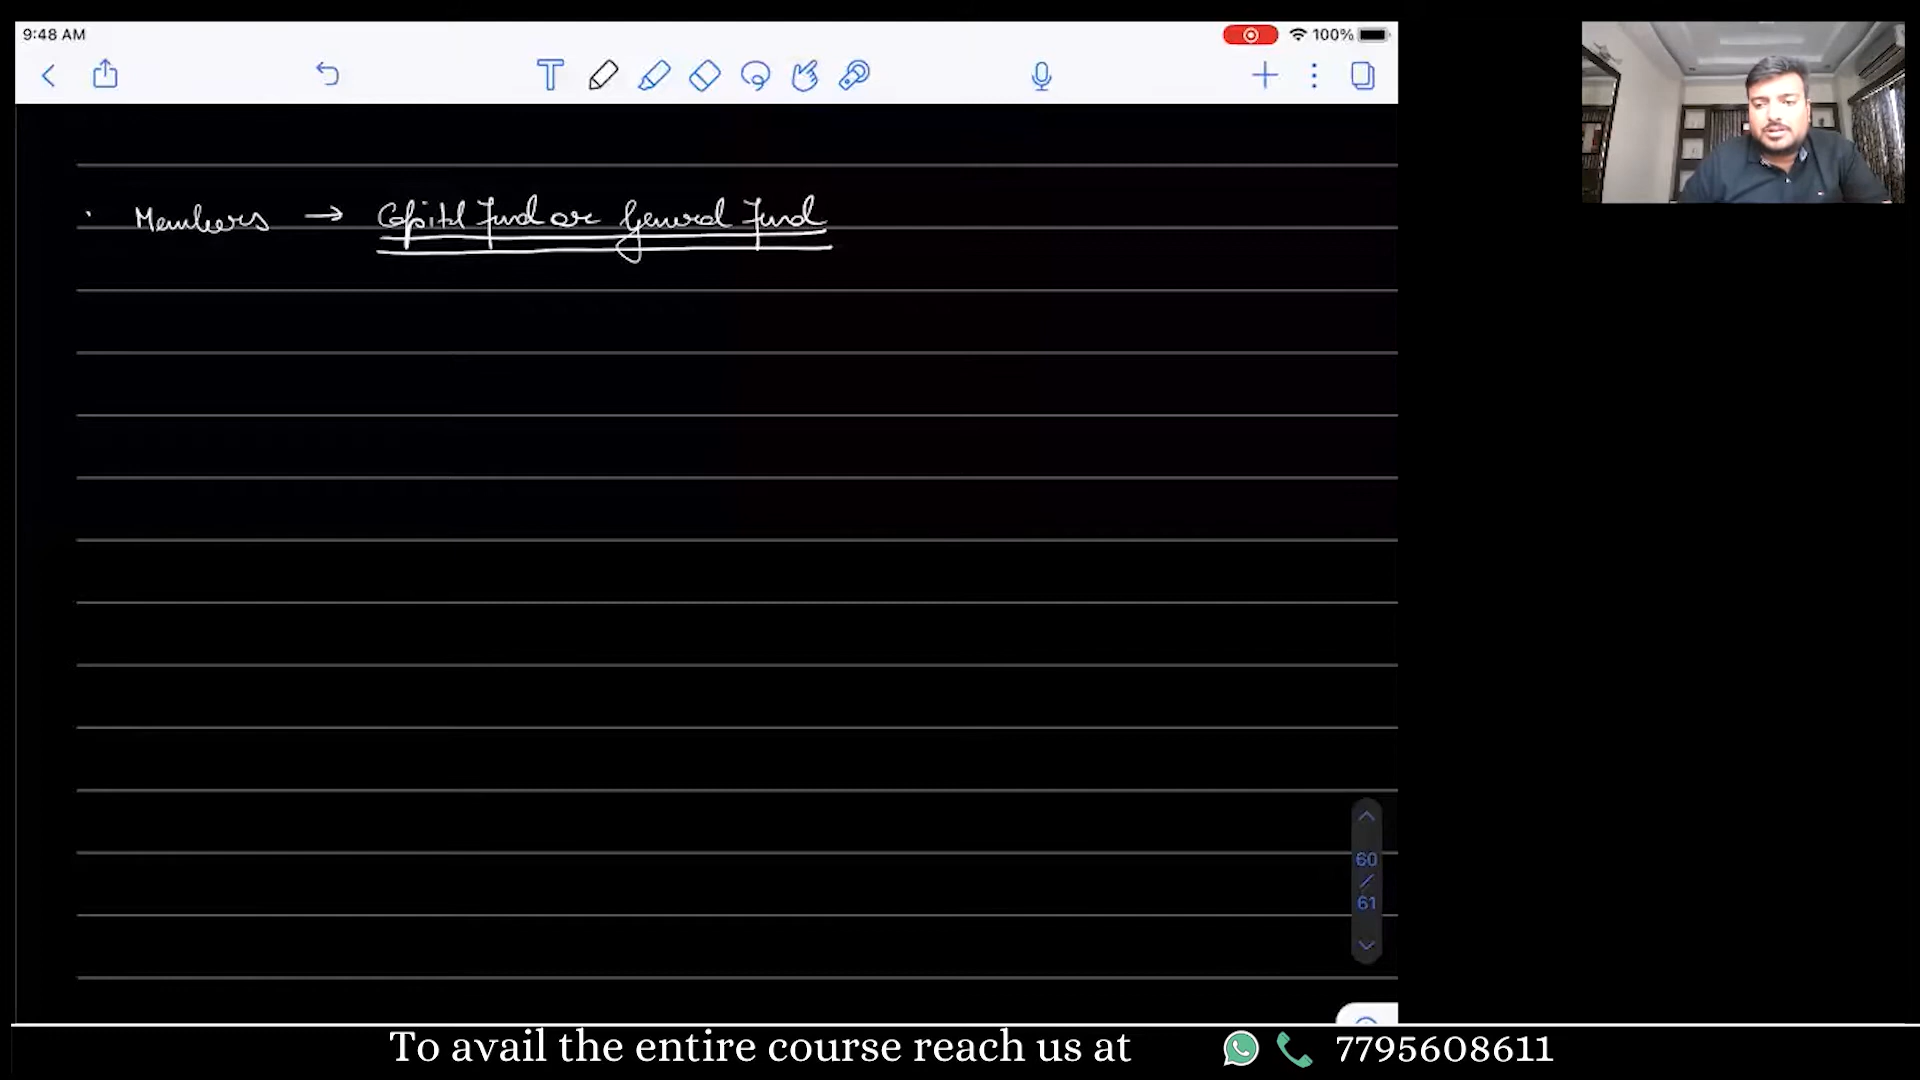 9:48 AM
100%
T
· Members → Capital Fund or General Fund
60
/
61
To avail the entire course reach us at 7795608611